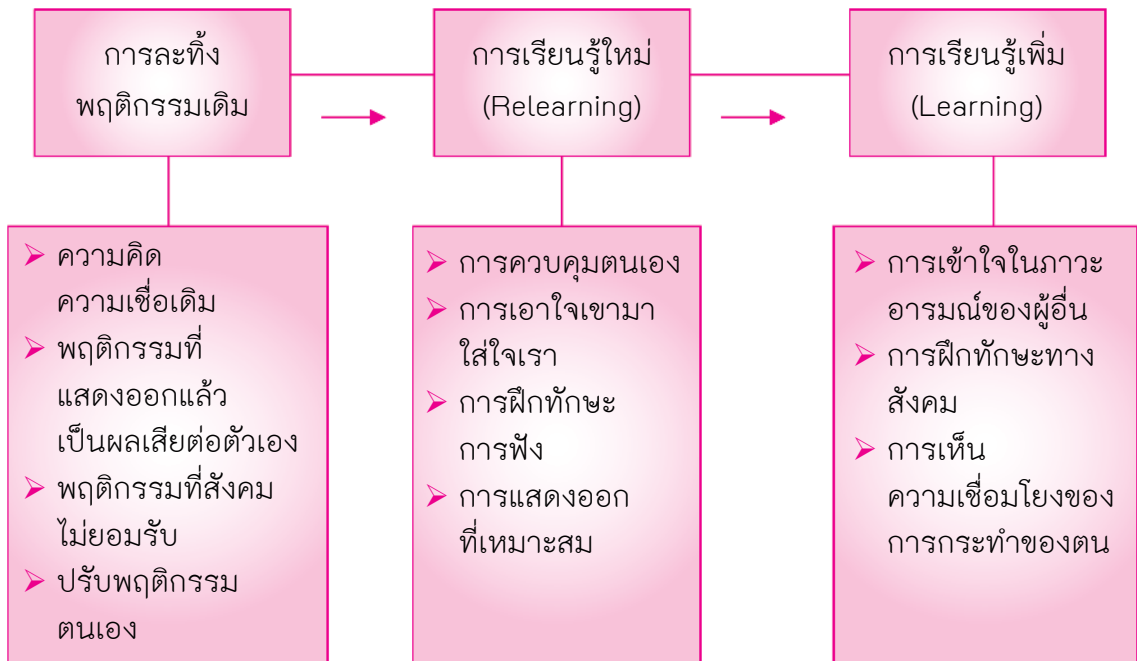 การละทิ้ง
พฤติกรรมเดิม
การเรียนรู้ใหม่
(Relearning)
การเรียนรู้เพิ่ม
(Learning)
➢ ความคิด
ความเชื่อเดิม
➢ พฤติกรรมที่
แสดงออกแล้ว
เป็นผลเสียต่อตัวเอง
➢ พฤติกรรมที่สังคม
ไม่ยอมรับ
➢ ปรับพฤติกรรม
ตนเอง
➢ การควบคุมตนเอง
➢ การเอาใจเขามา
ใส่ใจเรา
➢ การฝึกทักษะ
การฟัง
➢ การแสดงออก
ที่เหมาะสม
➢ การเข้าใจในภาวะ
อารมณ์ของผู้อื่น
➢ การฝึกทักษะทาง
สังคม
➢ การเห็น
ความเชื่อมโยงของ
การกระทำของตน